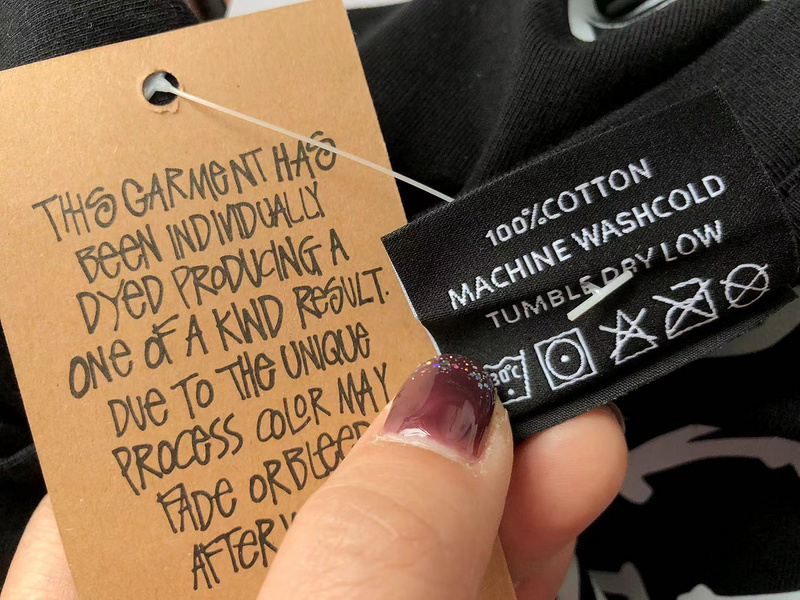 THIS GARMENT HAS
BEEN INDIVIDUALLY
DYED PRODUCING A
ONE OF A KIND RESULT.
DUE TO THE UNIQUE
PROCESS COLOR MAY
FADE OR BLEED
AFTER
100%COTTON
MACHINE WASHCOLD
TUMBLE DRY LOW
30°C